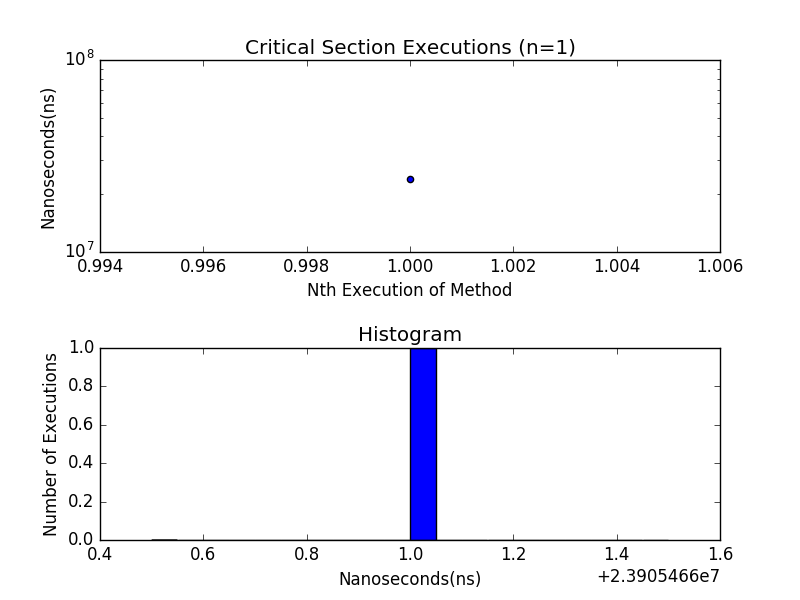 Critical Section Executions (n=1)
10^8
Nanoseconds(ns)
10^7
0.994 0.996 0.998 1.000 1.002 1.004 1.006
Nth Execution of Method
Histogram
1.0
0.8
0.6
0.4
0.2
0.0
Number of Executions
0.4 0.6 0.8 1.0 1.2 1.4 1.6
Nanoseconds(ns)
+2.3905466e7